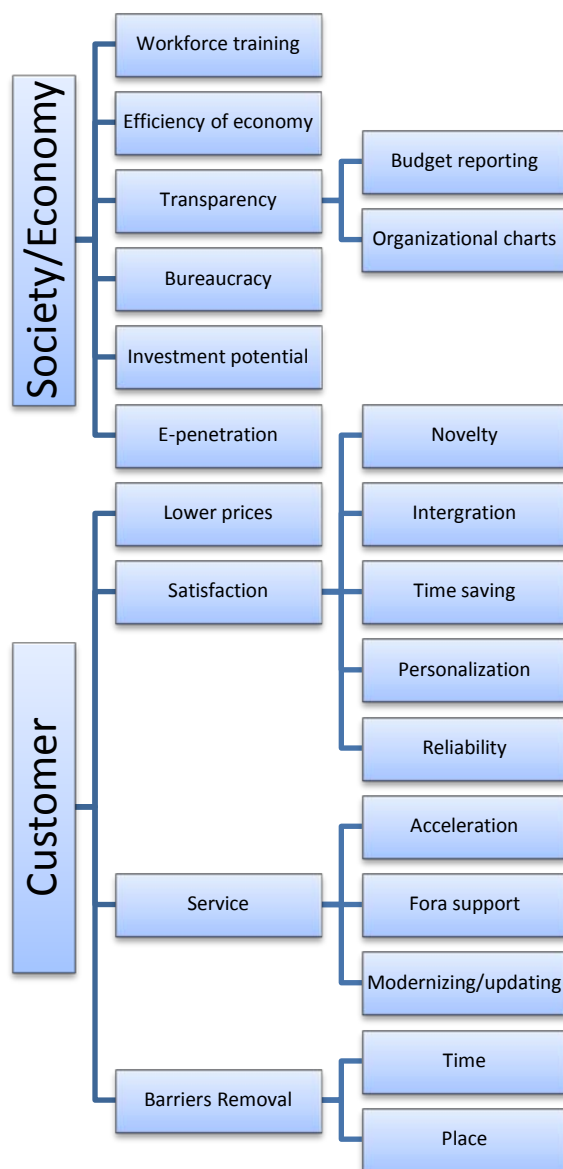 Society/Economy
Workforce training
Efficiency of economy
Transparency
Budget reporting
Organizational charts
Bureaucracy
Investment potential
E-penetration
Customer
Lower prices
Satisfaction
Novelty
Intergration
Time saving
Personalization
Reliability
Service
Acceleration
Fora support
Modernizing/updating
Barriers Removal
Time
Place